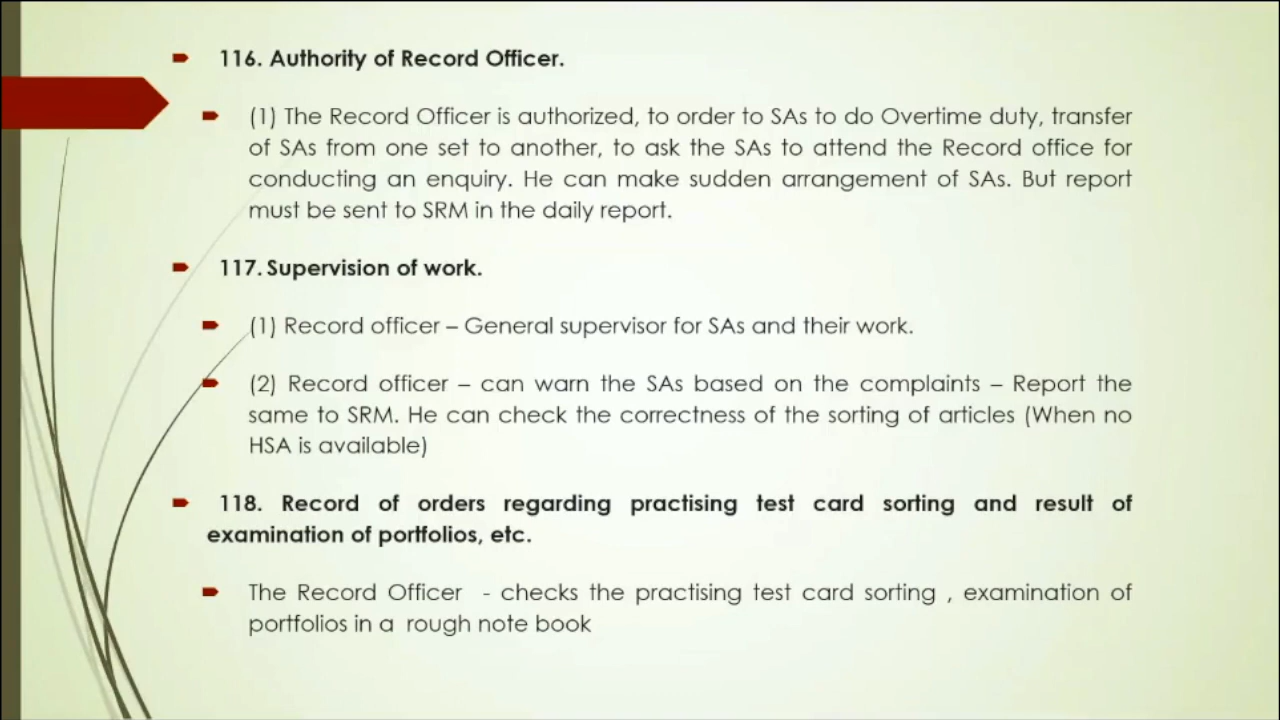 116. Authority of Record Officer.
(1) The Record Officer is authorized, to order to SAs to do Overtime duty, transfer
of SAs from one set to another, to ask the SAs to attend the Record office for
conducting an enquiry. He can make sudden arrangement of SAs. But report
must be sent to SRM in the daily report.
117. Supervision of work.
(1) Record officer – General supervisor for SAs and their work.
(2) Record officer – can warn the SAs based on the complaints – Report the
same to SRM. He can check the correctness of the sorting of articles (When no
HSA is available)
118. Record of orders regarding practising test card sorting and result of
examination of portfolios, etc.
The Record Officer - checks the practising test card sorting , examination of
portfolios in a rough note book